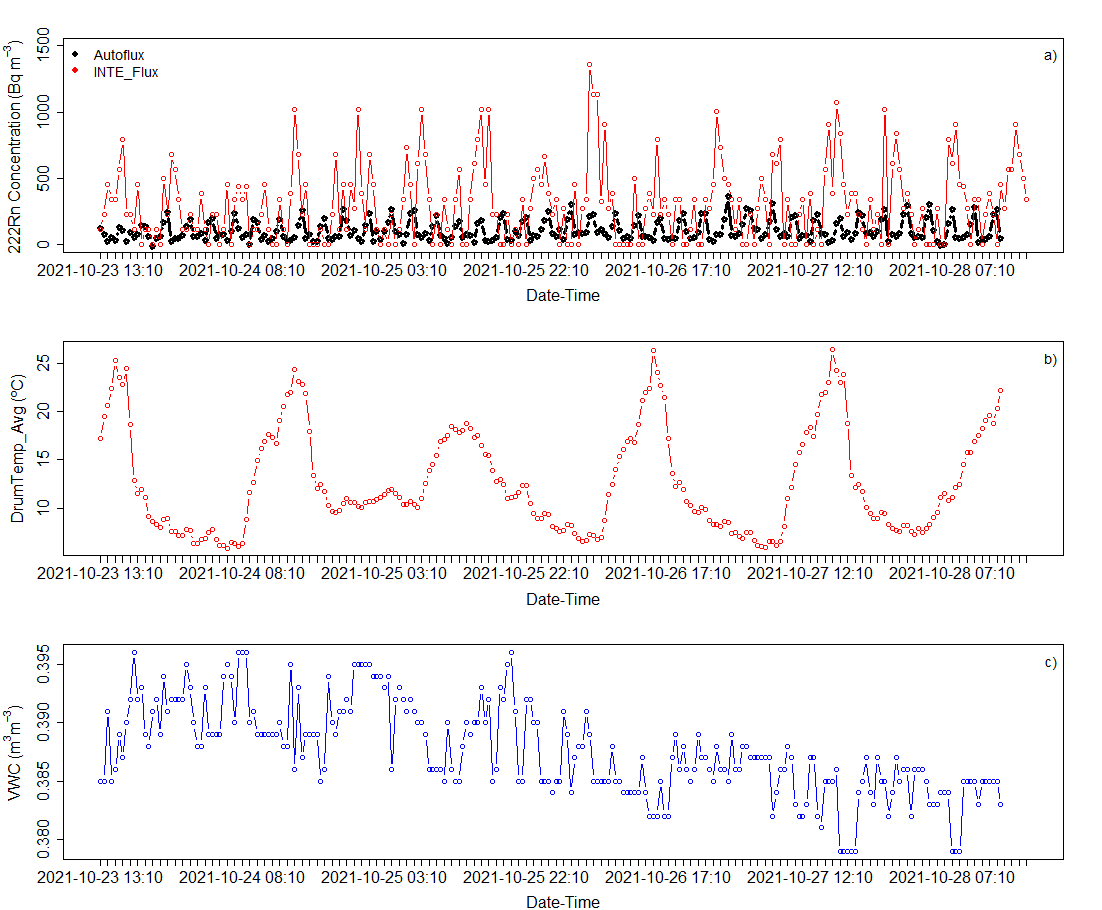 1500
1000
500
0
222Rn Concentration (Bq m⁻³)
Autoflux
INTE_Flux
a)
2021-10-23 13:10 2021-10-24 08:10 2021-10-25 03:10 2021-10-25 22:10 2021-10-26 17:10 2021-10-27 12:10 2021-10-28 07:10
Date-Time
25
20
15
10
DrumTemp_Avg (ºC)
b)
2021-10-23 13:10 2021-10-24 08:10 2021-10-25 03:10 2021-10-25 22:10 2021-10-26 17:10 2021-10-27 12:10 2021-10-28 07:10
Date-Time
0.395
0.390
0.385
0.380
VWC (m³m⁻³)
c)
2021-10-23 13:10 2021-10-24 08:10 2021-10-25 03:10 2021-10-25 22:10 2021-10-26 17:10 2021-10-27 12:10 2021-10-28 07:10
Date-Time